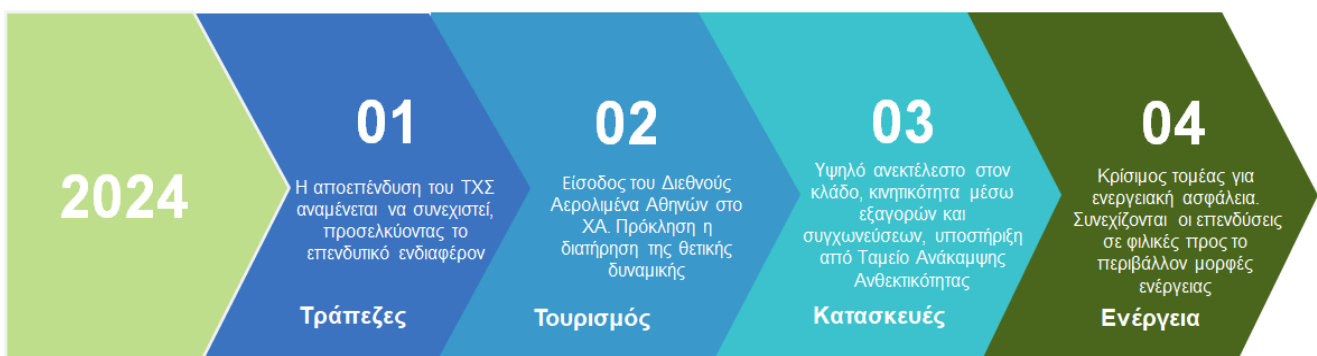 2024
01
Η αποεπένδυση του ΤΧΣ
αναμένεται να συνεχιστεί,
προσελκύοντας το
επενδυτικό ενδιαφέρον
Τράπεζες
02
Είσοδος του Διεθνούς
Αερολιμένα Αθηνών στο
ΧΑ. Πρόκληση η
διατήρηση της θετικής
δυναμικής
Τουρισμός
03
Υψηλό ανεκτέλεστο στον
κλάδο, κινητικότητα μέσω
εξαγορών και
συγχωνεύσεων, υποστήριξη
από Ταμείο Ανάκαμψης
Ανθεκτικότητας
Κατασκευές
04
Κρίσιμος τομέας για
ενεργειακή ασφάλεια.
Συνεχίζονται οι επενδύσεις
σε φιλικές προς το
περιβάλλον μορφές
ενέργειας
Ενέργεια